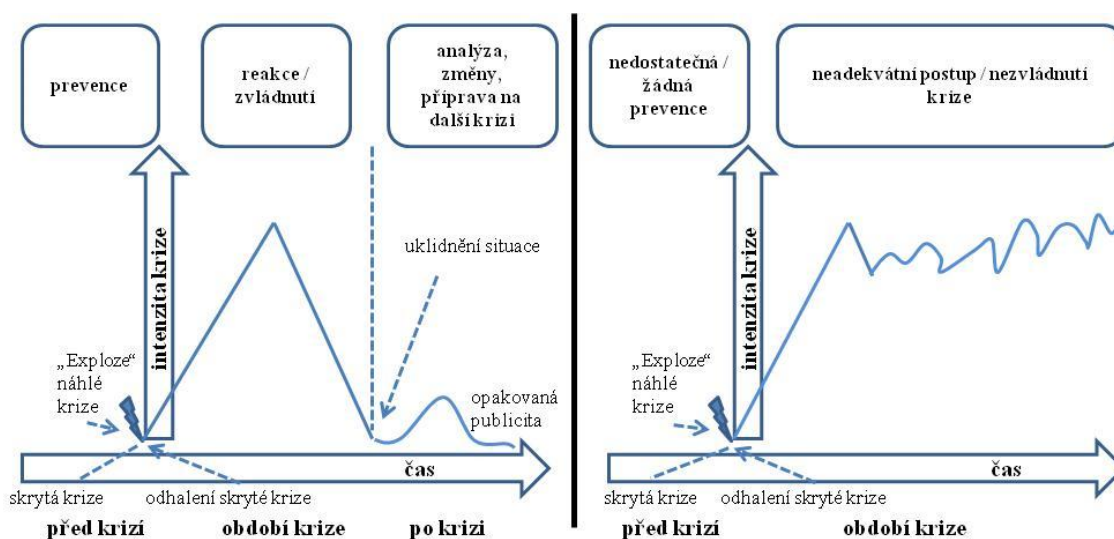 prevence
reakce /
zvládnutí
analýza,
změny,
příprava na
další krizi
intenzita krize
uklidnění situace
„Exploze“
náhlé
krize
opakovaná
publicita
čas
skrytá krize
odhalení skryté krize
před krizí
období krize
po krizi
nedostatečná /
žádná
prevence
neadekvátní postup / nezvládnutí
krize
intenzita krize
„Exploze“
náhlé
krize
čas
skrytá krize
odhalení skryté krize
před krizí
období krize